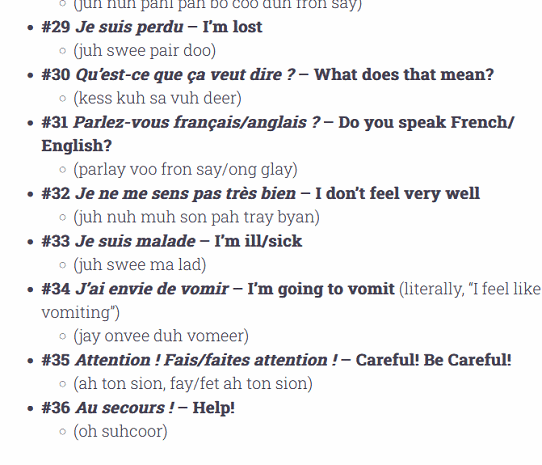 (juh nuh pahl pah bo coo duh fron say)
#29 Je suis perdu – I’m lost
(juh swee pair doo)
#30 Qu’est-ce que ça veut dire ? – What does that mean?
(kess kuh sa vuh deer)
#31 Parlez-vous français/anglais ? – Do you speak French/
English?
(parlay voo fron say/ong glay)
#32 Je ne me sens pas très bien – I don’t feel very well
(juh nuh muh son pah tray byan)
#33 Je suis malade – I’m ill/sick
(juh swee ma lad)
#34 J’ai envie de vomir – I’m going to vomit (literally, “I feel like
vomiting”)
(jay onvee duh vomeer)
#35 Attention ! Fais/faites attention ! – Careful! Be Careful!
(ah ton sion, fay/fet ah ton sion)
#36 Au secours ! – Help!
(oh suhcoor)